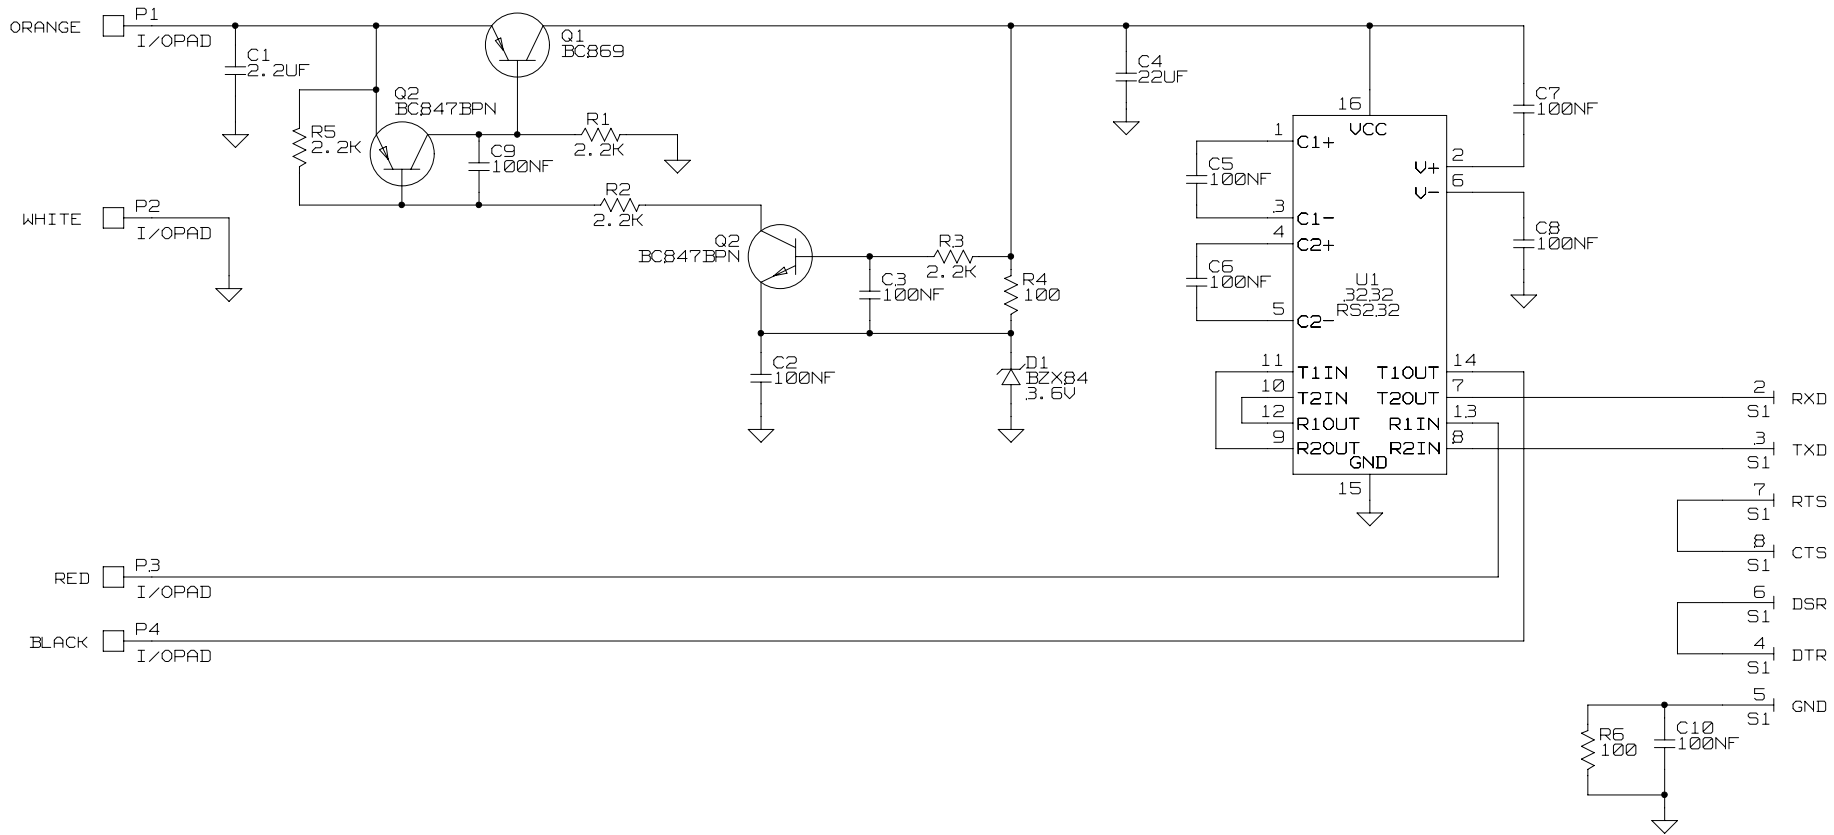 ORANGE
P1
I/OPAD
C1
2.2UF
Q1
BC869
Q2
BC847BPN
R5
2.2K
C9
100NF
R1
2.2K
C4
22UF
C7
100NF
16
VCC
1
C1+
2
V+
6
V-
C5
100NF
3
C1-
4
C2+
C8
100NF
C6
100NF
U1
3232
RS232
5
C2-
WHITE
P2
I/OPAD
R2
2.2K
Q2
BC847BPN
R3
2.2K
C3
100NF
R4
100
C2
100NF
D1
BZX84
3.6V
11
T1IN
T1OUT
14
10
T2IN
T2OUT
7
12
R1OUT
R1IN
13
9
R2OUT
R2IN
8
GND
15
2
S1
RXD
3
S1
TXD
7
S1
RTS
8
S1
CTS
6
S1
DSR
4
S1
DTR
5
S1
GND
RED
P3
I/OPAD
BLACK
P4
I/OPAD
R6
100
C10
100NF